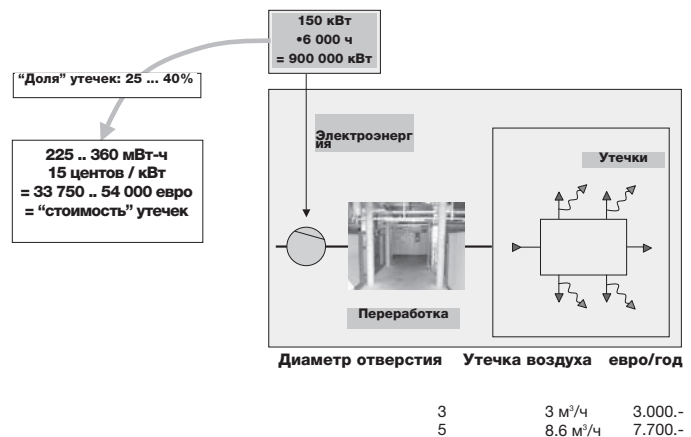 150 кВт
•6 000 ч
= 900 000 кВт
“Доля” утечек: 25 ... 40%
225 .. 360 мВт-ч
15 центов / кВт
= 33 750 .. 54 000 евро
= “стоимость” утечек
Электроэнерг
ия
Утечки
Переработка
Диаметр отверстия Утечка воздуха евро/год
3 3 м³/ч 3.000.-
5 8.6 м³/ч 7.700.-